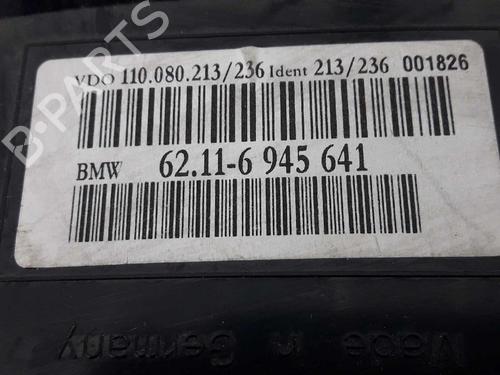 VDO 110.080.213/236 Ident 213/236 001826
BMW 62.11-6 945 641
Made in Germany
B-PARTS